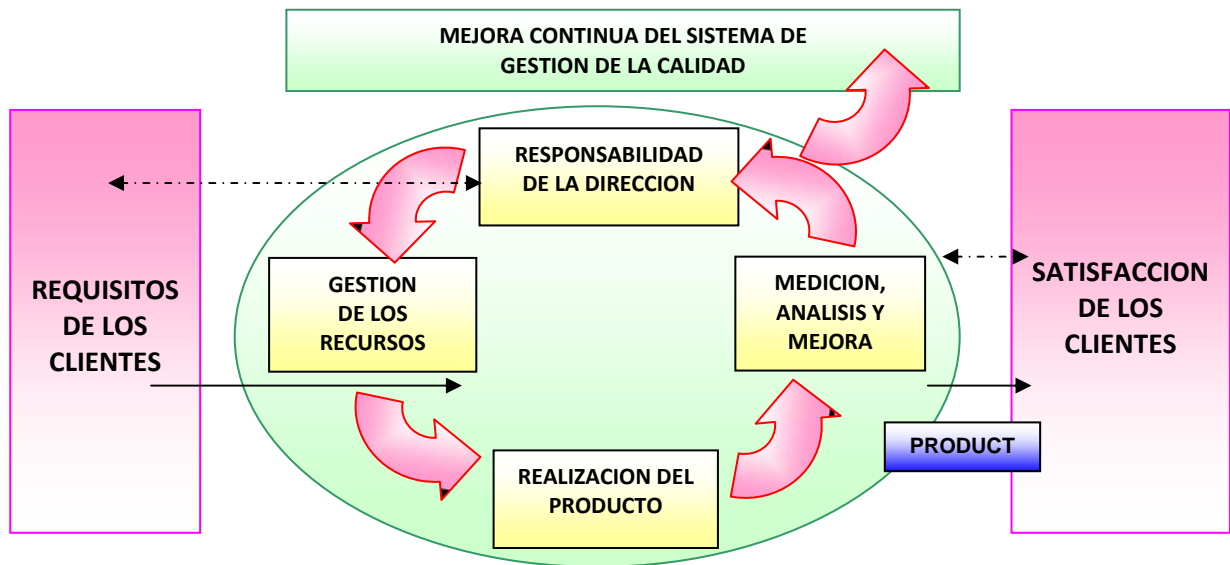 MEJORA CONTINUA DEL SISTEMA DE
GESTION DE LA CALIDAD
RESPONSABILIDAD
DE LA DIRECCION
REQUISITOS
DE LOS
CLIENTES
GESTION
DE LOS
RECURSOS
MEDICION,
ANALISIS Y
MEJORA
SATISFACCION
DE LOS
CLIENTES
PRODUCT
REALIZACION DEL
PRODUCTO